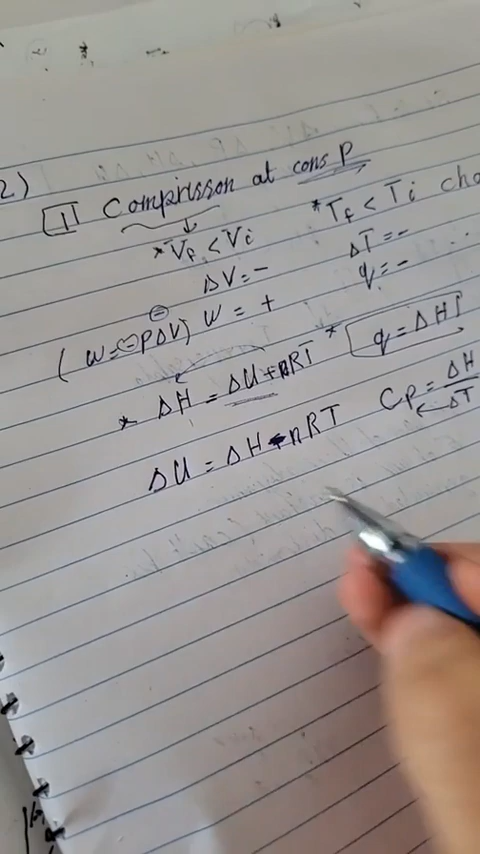 2)
1 Comprisson at cons P
↓
*Vf < Vi *Tf < Ti
ΔV = - ΔT = -
(W=⊖PΔV) W = + q = -
* ΔH = ΔU + nRT * q = ΔH
ΔU = ΔH - nRT Cp = ΔH/ΔT